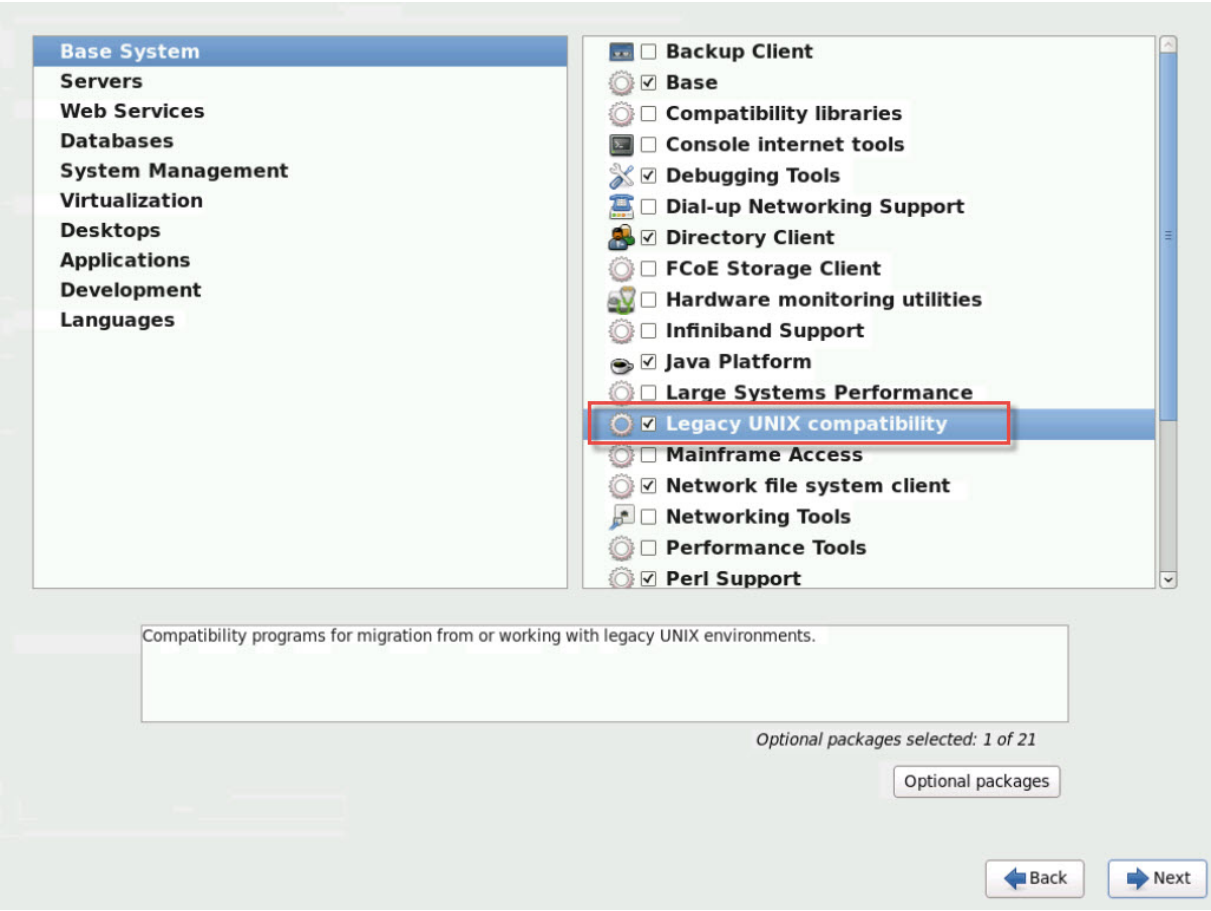 Base System
Servers
Web Services
Databases
System Management
Virtualization
Desktops
Applications
Development
Languages
Backup Client
Base
Compatibility libraries
Console internet tools
Debugging Tools
Dial-up Networking Support
Directory Client
FCoE Storage Client
Hardware monitoring utilities
Infiniband Support
Java Platform
Large Systems Performance
Legacy UNIX compatibility
Mainframe Access
Network file system client
Networking Tools
Performance Tools
Perl Support
Compatibility programs for migration from or working with legacy UNIX environments.
Optional packages selected: 1 of 21
Optional packages
Back
Next